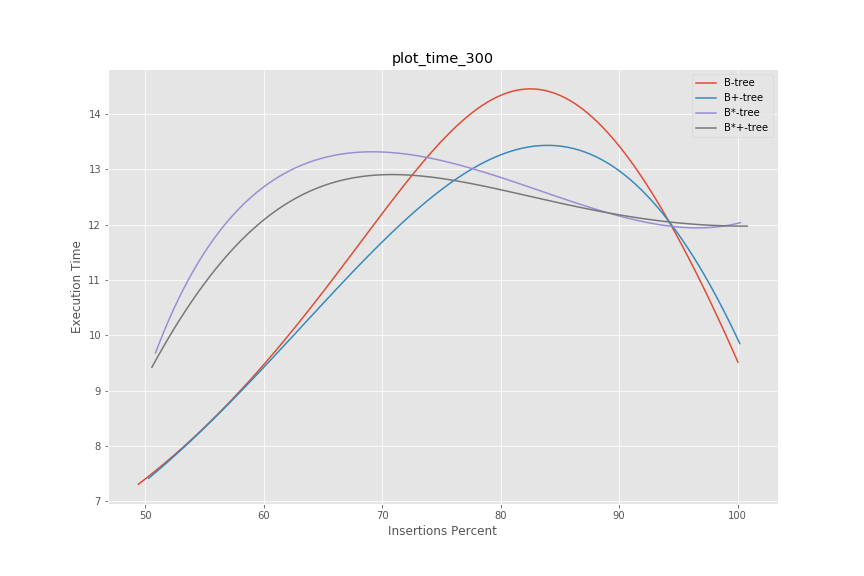 plot_time_300
B-tree
B+-tree
B*-tree
B*+-tree
14
13
12
11
10
9
8
7
Execution Time
50 60 70 80 90 100
Insertions Percent